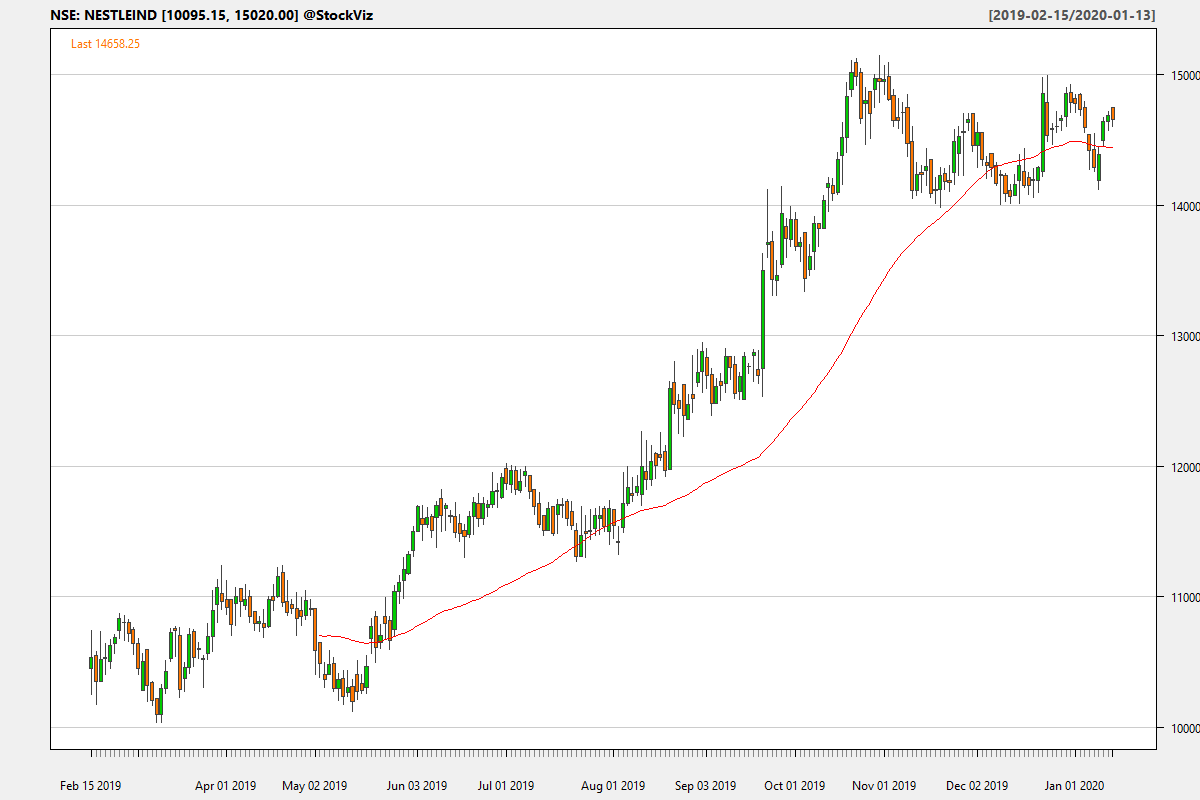 NSE: NESTLEIND [10095.15, 15020.00] @StockViz
[2019-02-15/2020-01-13]
Last 14658.25
15000
14000
13000
12000
11000
10000
Feb 15 2019
Apr 01 2019
May 02 2019
Jun 03 2019
Jul 01 2019
Aug 01 2019
Sep 03 2019
Oct 01 2019
Nov 01 2019
Dec 02 2019
Jan 01 2020